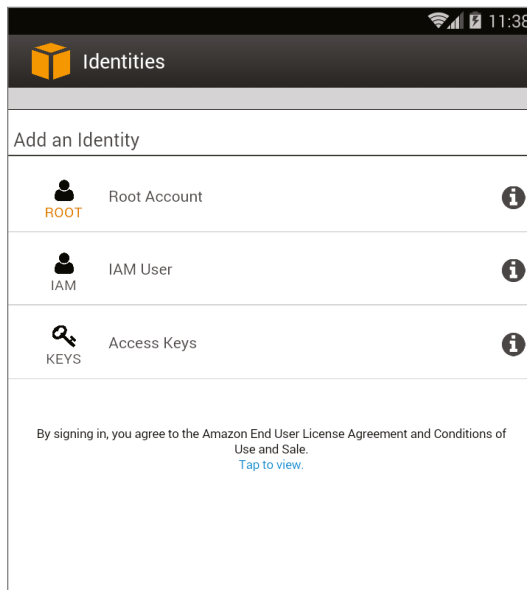 11:38
Identities
Add an Identity
ROOT
Root Account
IAM
IAM User
KEYS
Access Keys
By signing in, you agree to the Amazon End User License Agreement and Conditions of
Use and Sale.
Tap to view.